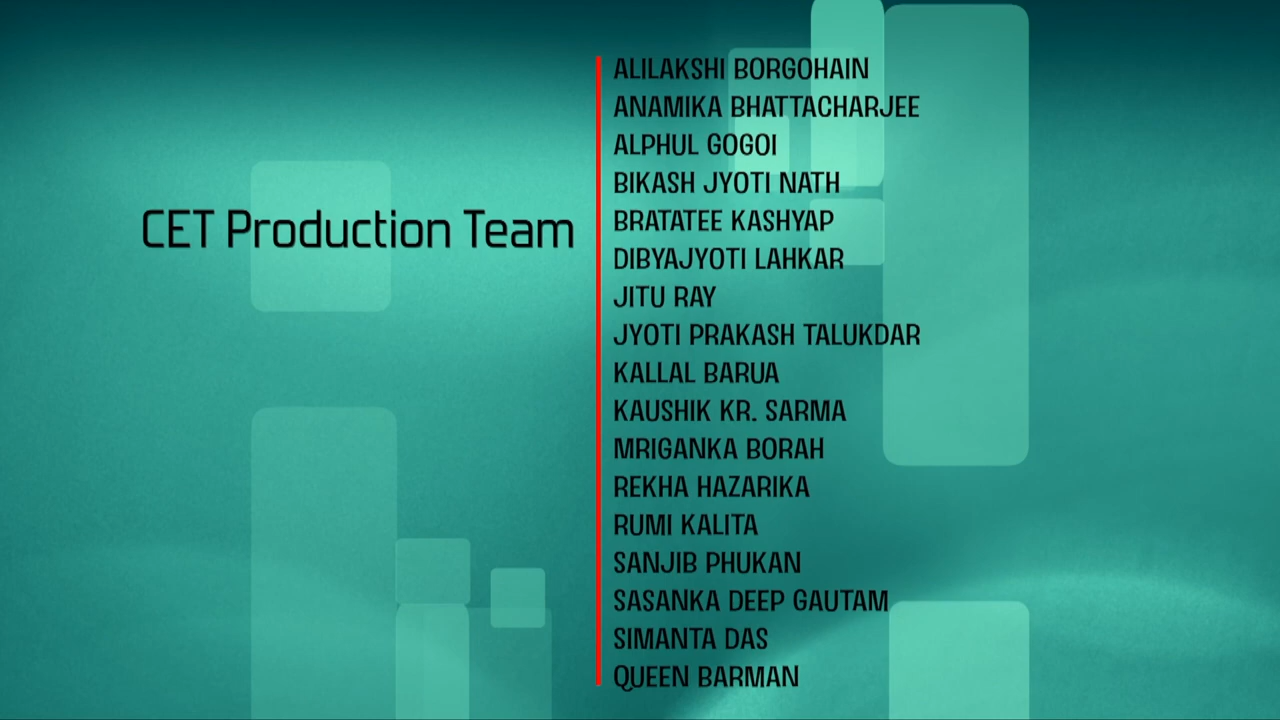 CET Production Team
ALILAKSHI BORGOHAIN
ANAMIKA BHATTACHARJEE
ALPHUL GOGOI
BIKASH JYOTI NATH
BRATATEE KASHYAP
DIBYAJYOTI LAHKAR
JITU RAY
JYOTI PRAKASH TALUKDAR
KALLAL BARUA
KAUSHIK KR. SARMA
MRIGANKA BORAH
REKHA HAZARIKA
RUMI KALITA
SANJIB PHUKAN
SASANKA DEEP GAUTAM
SIMANTA DAS
QUEEN BARMAN